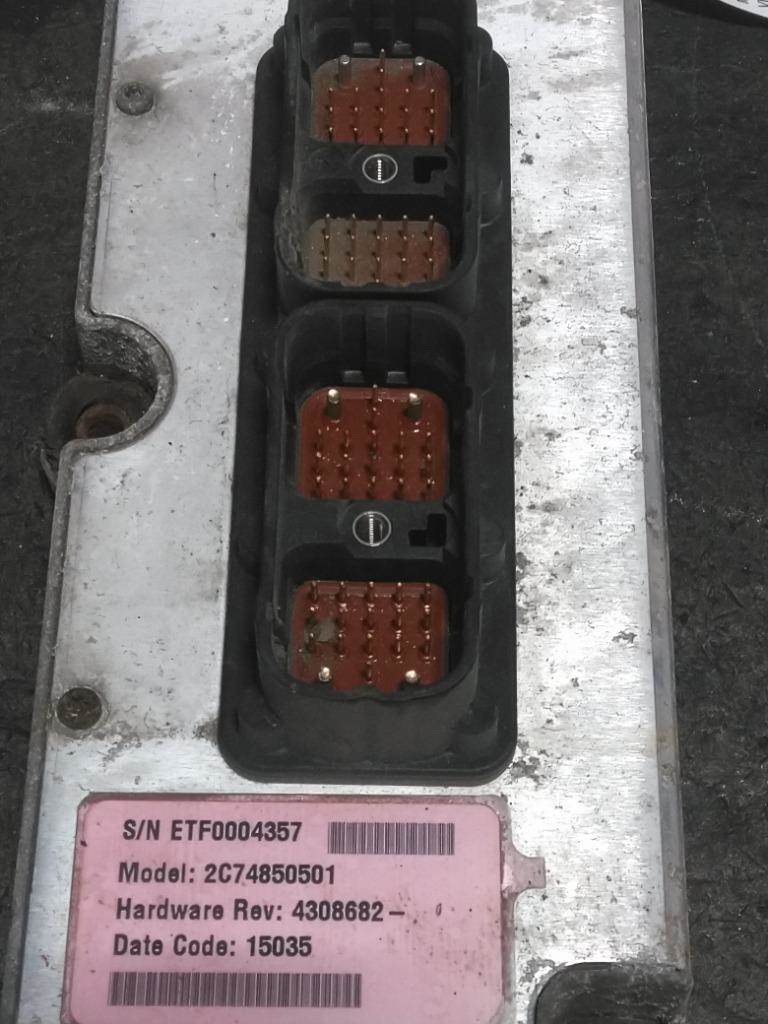 S/N ETF0004357
Model: 2C74850501
Hardware Rev: 4308682-
Date Code: 15035